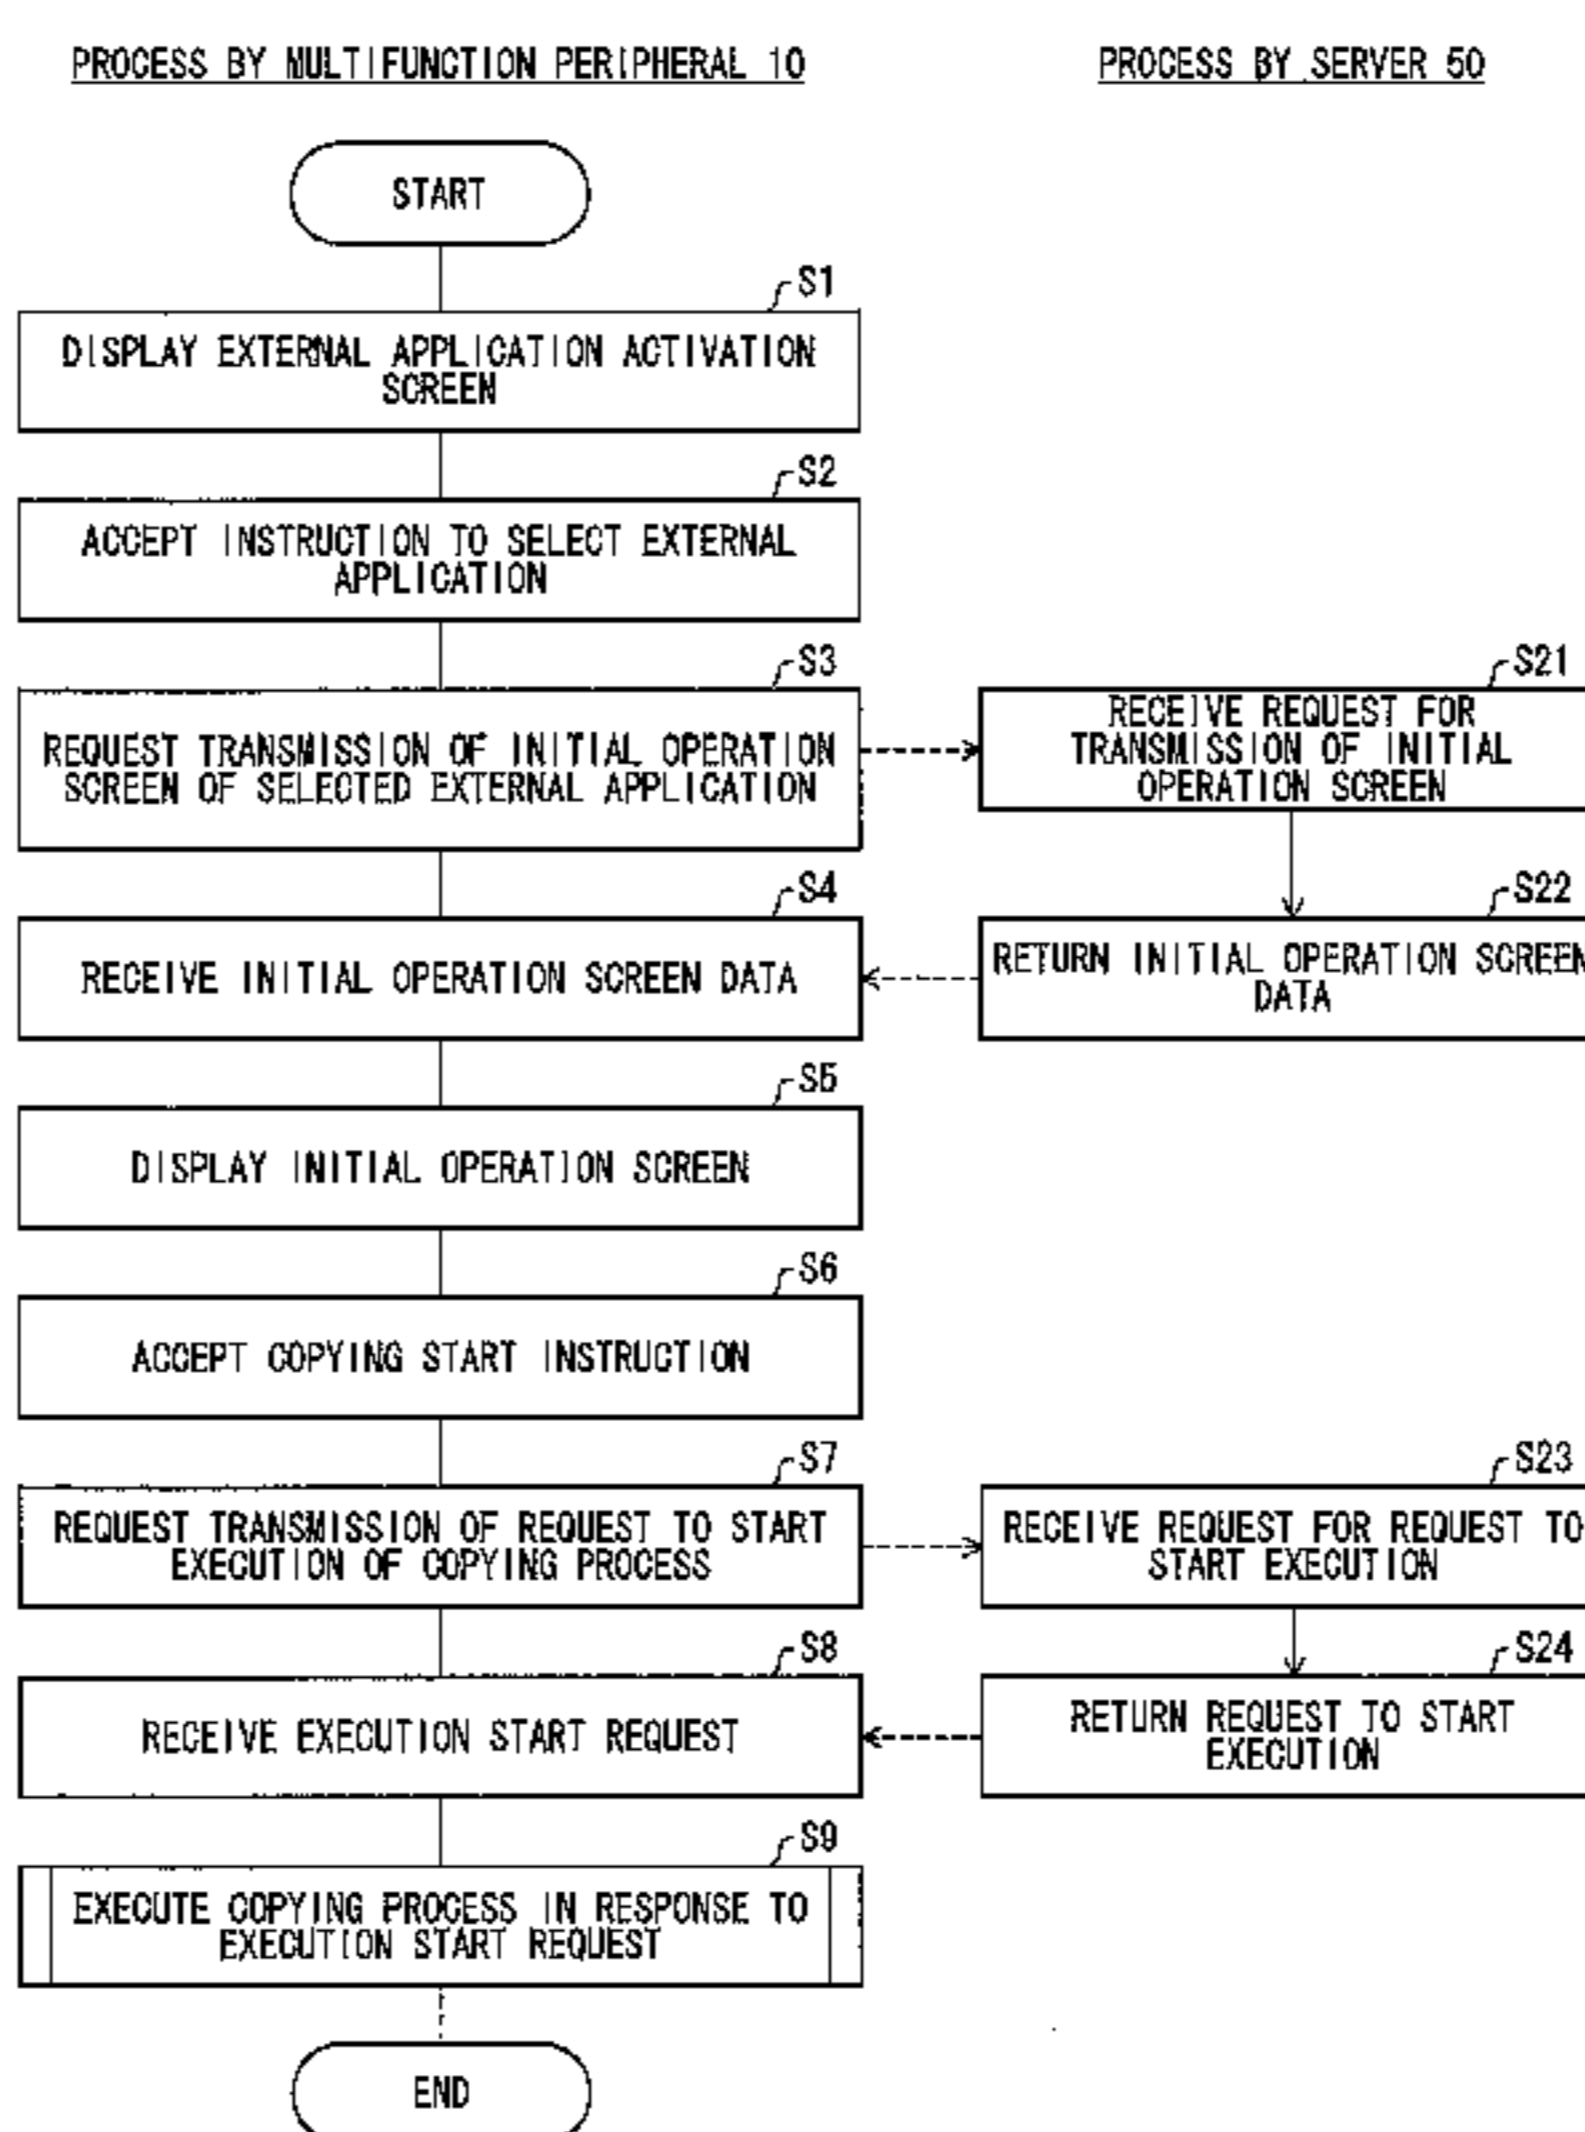 PROCESS BY MULTIFUNCTION PERIPHERAL 10
PROCESS BY SERVER 50
START
S1
DISPLAY EXTERNAL APPLICATION ACTIVATION
SCREEN
S2
ACCEPT INSTRUCTION TO SELECT EXTERNAL
APPLICATION
S3
REQUEST TRANSMISSION OF INITIAL OPERATION
SCREEN OF SELECTED EXTERNAL APPLICATION
S21
RECEIVE REQUEST FOR
TRANSMISSION OF INITIAL
OPERATION SCREEN
S4
RECEIVE INITIAL OPERATION SCREEN DATA
S22
RETURN INITIAL OPERATION SCREEN
DATA
S5
DISPLAY INITIAL OPERATION SCREEN
S6
ACCEPT COPYING START INSTRUCTION
S7
REQUEST TRANSMISSION OF REQUEST TO START
EXECUTION OF COPYING PROCESS
S23
RECEIVE REQUEST FOR REQUEST TO
START EXECUTION
S8
RECEIVE EXECUTION START REQUEST
S24
RETURN REQUEST TO START
EXECUTION
S9
EXECUTE COPYING PROCESS IN RESPONSE TO
EXECUTION START REQUEST
END